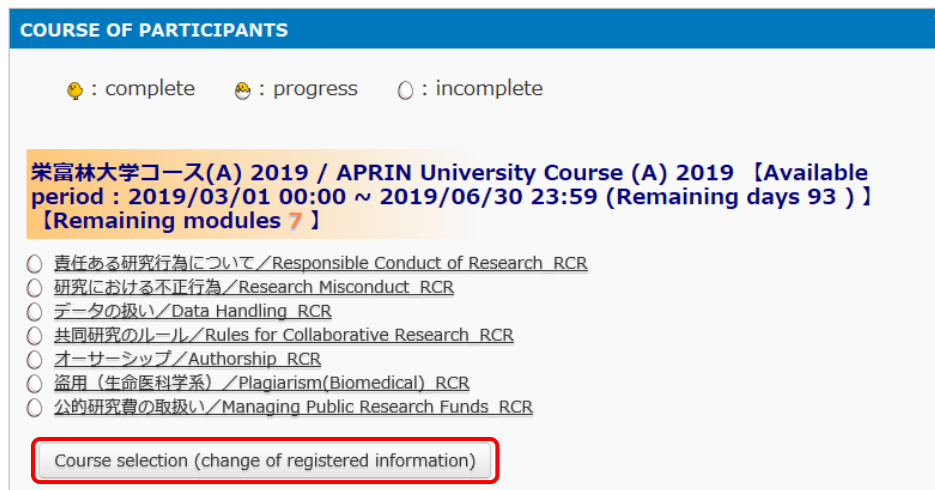 COURSE OF PARTICIPANTS
: complete : progress : incomplete
栄富林大学コース(A) 2019 / APRIN University Course (A) 2019 【Available
period : 2019/03/01 00:00 ~ 2019/06/30 23:59 (Remaining days 93 ) 】
【Remaining modules 7 】
責任ある研究行為について／Responsible Conduct of Research_RCR
研究における不正行為／Research Misconduct_RCR
データの扱い／Data Handling_RCR
共同研究のルール／Rules for Collaborative Research_RCR
オーサーシップ／Authorship_RCR
盗用（生命医科学系）／Plagiarism(Biomedical)_RCR
公的研究費の取扱い／Managing Public Research Funds_RCR
Course selection (change of registered information)